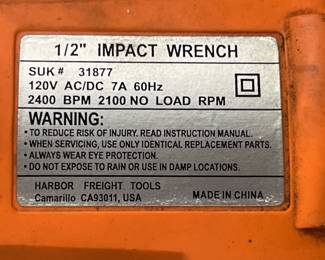 1/2" IMPACT WRENCH
SUK # 31877
120V AC/DC 7A 60Hz
2400 BPM 2100 NO LOAD RPM
WARNING:
• TO REDUCE RISK OF INJURY. READ INSTRUCTION MANUAL.
• WHEN SERVICING, USE ONLY IDENTICAL REPLACEMENT PARTS.
• ALWAYS WEAR EYE PROTECTION.
• DO NOT EXPOSE TO RAIN OR USE IN DAMP LOCATIONS.
HARBOR FREIGHT TOOLS
Camarillo CA93011, USA
MADE IN CHINA